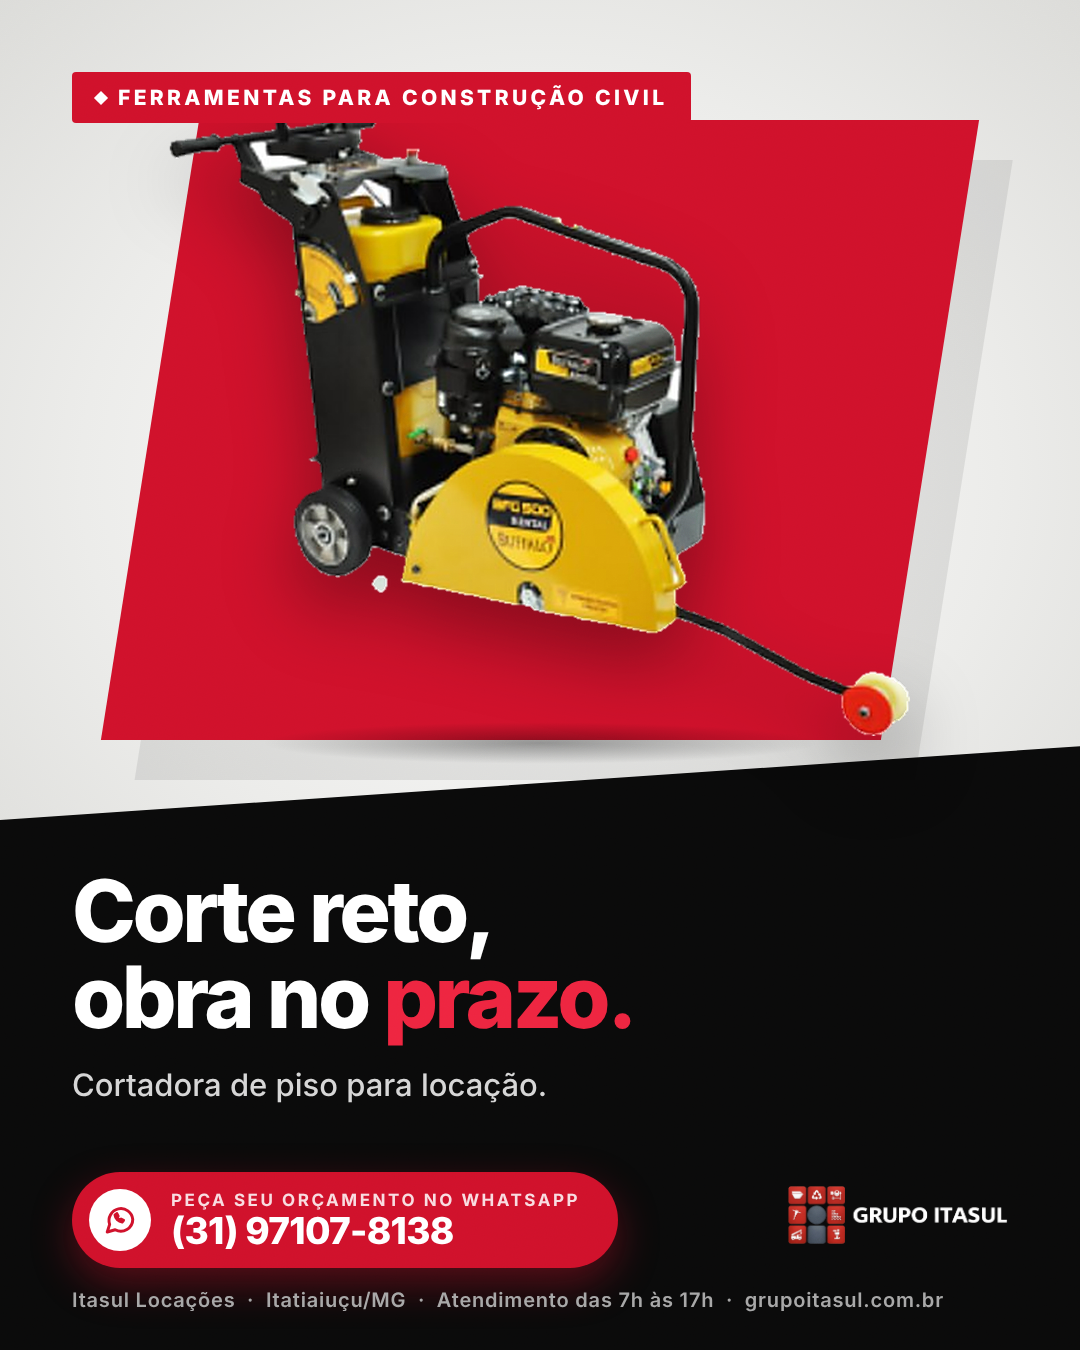 FERRAMENTAS PARA CONSTRUÇÃO CIVIL
BUFFALO
Corte reto,
obra no prazo.
Cortadora de piso para locação.
PEÇA SEU ORÇAMENTO NO WHATSAPP
(31) 97107-8138
GRUPO ITASUL
Itasul Locações · Itatiaiuçu/MG · Atendimento das 7h às 17h · grupoitasul.com.br